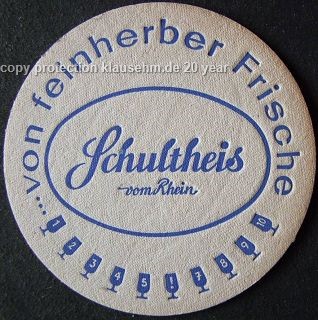 copy protection klausehm.de 20 year
...von feinherber Frische
Schultheis
vom Rhein
1 2 3 4 5 ! 7 8 9 10